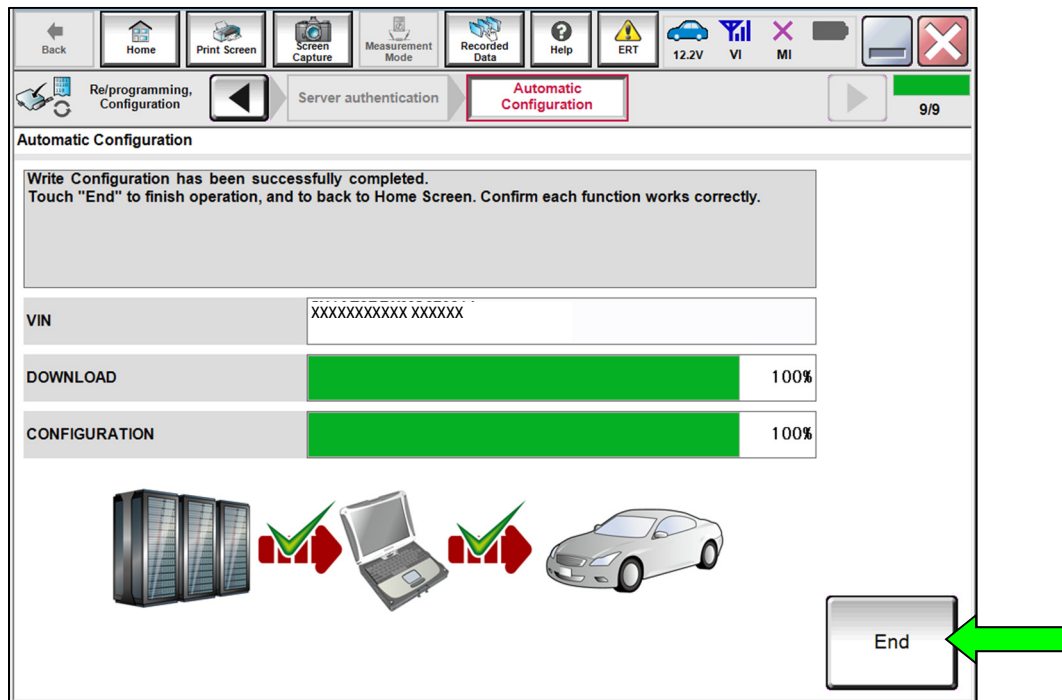 Back
Home
Print Screen
Screen
Capture
Measurement
Mode
Recorded
Data
Help
ERT
12.2V
VI
MI
Re/programming,
Configuration
Server authentication
Automatic
Configuration
9/9
Automatic Configuration
Write Configuration has been successfully completed.
Touch "End" to finish operation, and to back to Home Screen. Confirm each function works correctly.
VIN
XXXXXXXXXXX XXXXXX
DOWNLOAD
100%
CONFIGURATION
100%
End